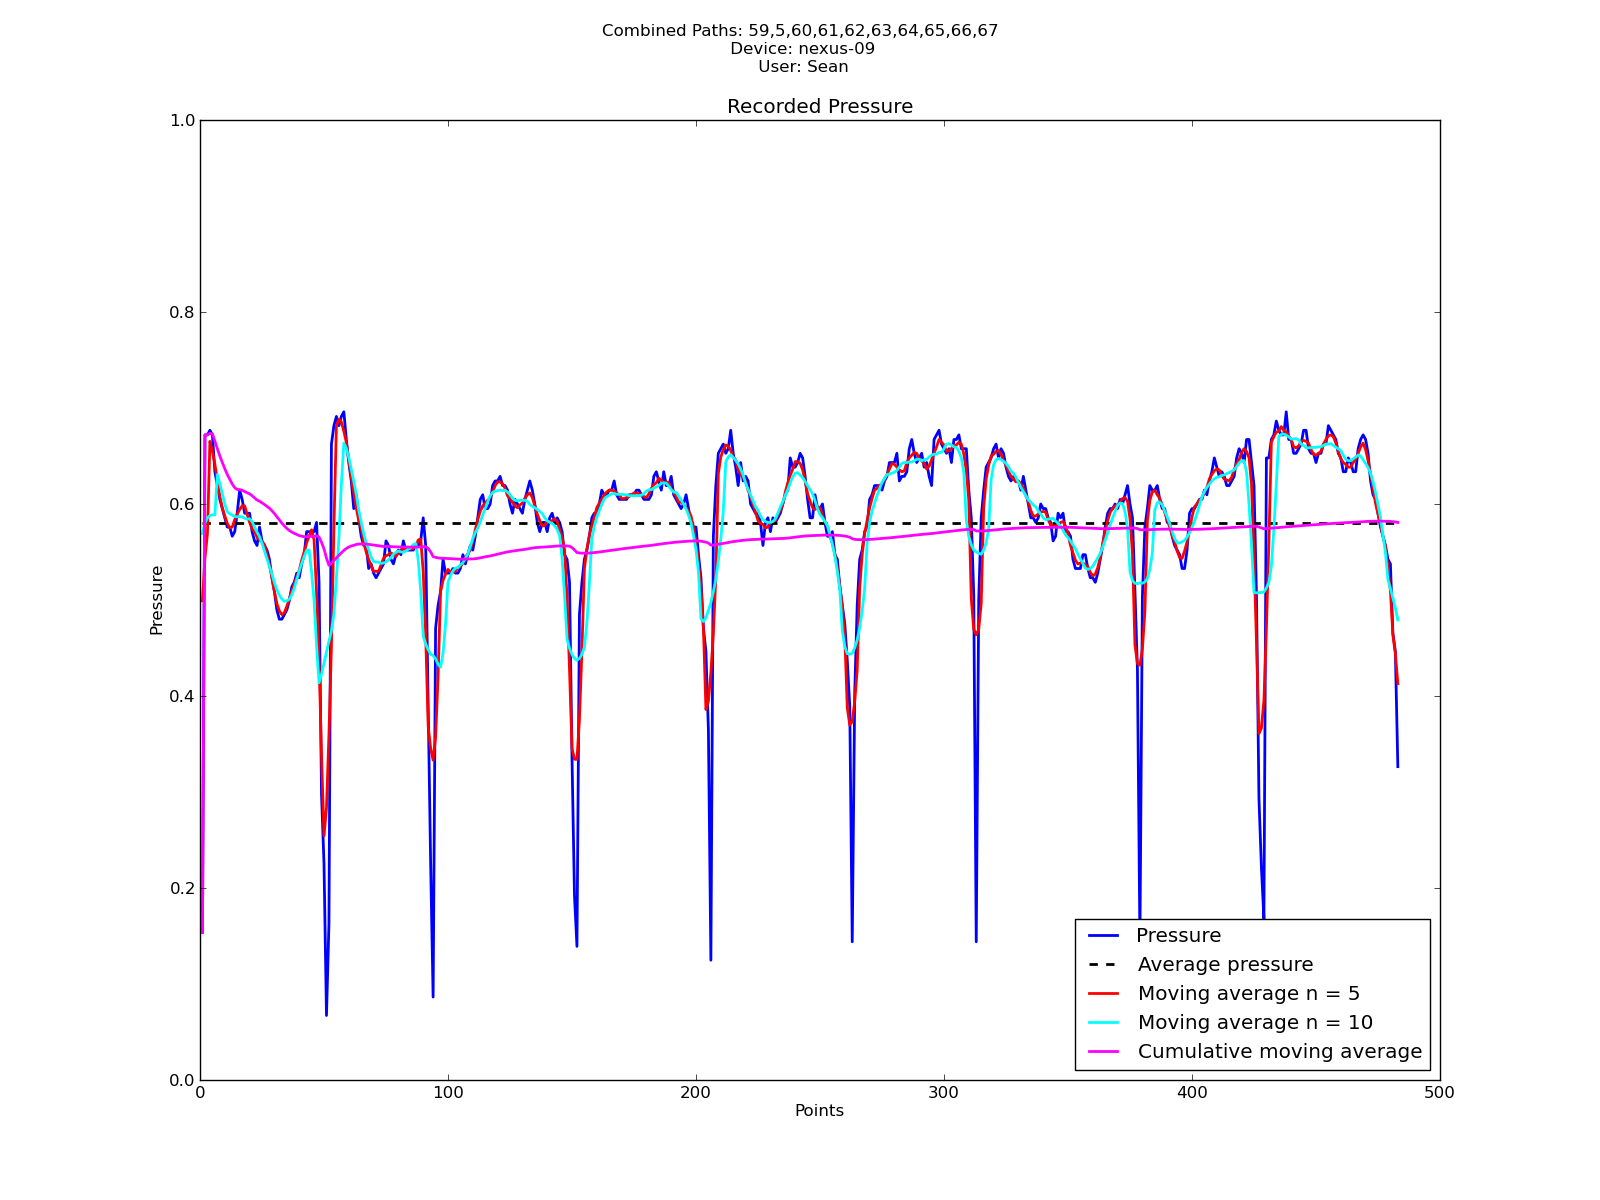 Combined Paths: 59,5,60,61,62,63,64,65,66,67
Device: nexus-09
User: Sean
Recorded Pressure
1.0
0.8
0.6
0.4
0.2
0.0
Pressure
0 100 200 300 400 500
Points
Pressure
Average pressure
Moving average n = 5
Moving average n = 10
Cumulative moving average